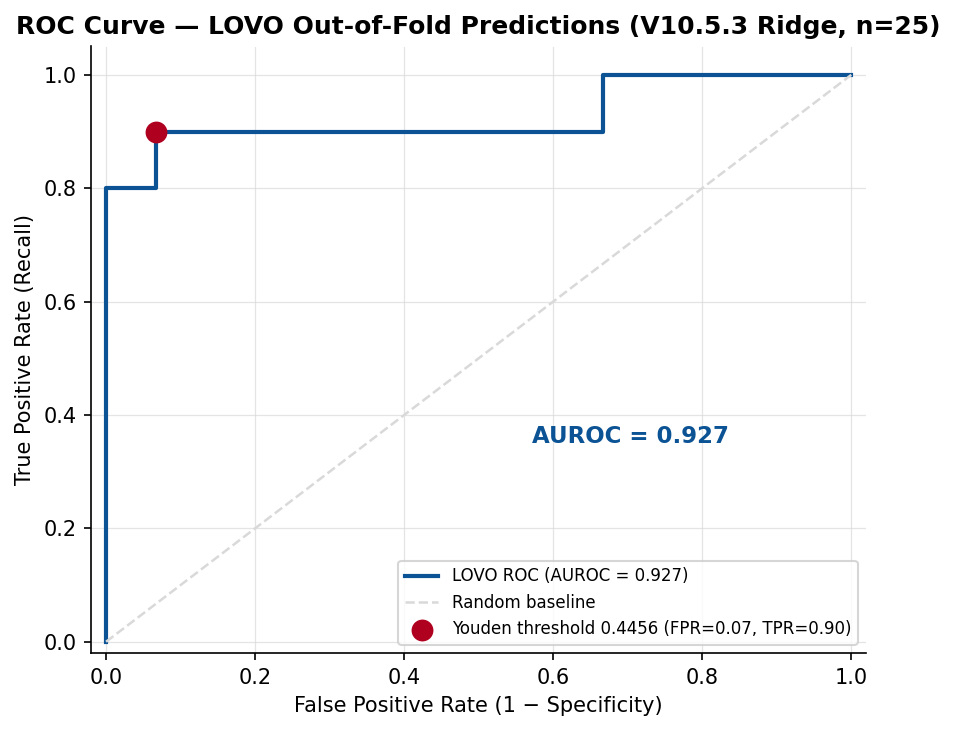 ROC Curve — LOVO Out-of-Fold Predictions (V10.5.3 Ridge, n=25)
True Positive Rate (Recall)
1.0
0.8
0.6
0.4
0.2
0.0
AUROC = 0.927
LOVO ROC (AUROC = 0.927)
Random baseline
Youden threshold 0.4456 (FPR=0.07, TPR=0.90)
0.0 0.2 0.4 0.6 0.8 1.0
False Positive Rate (1 − Specificity)